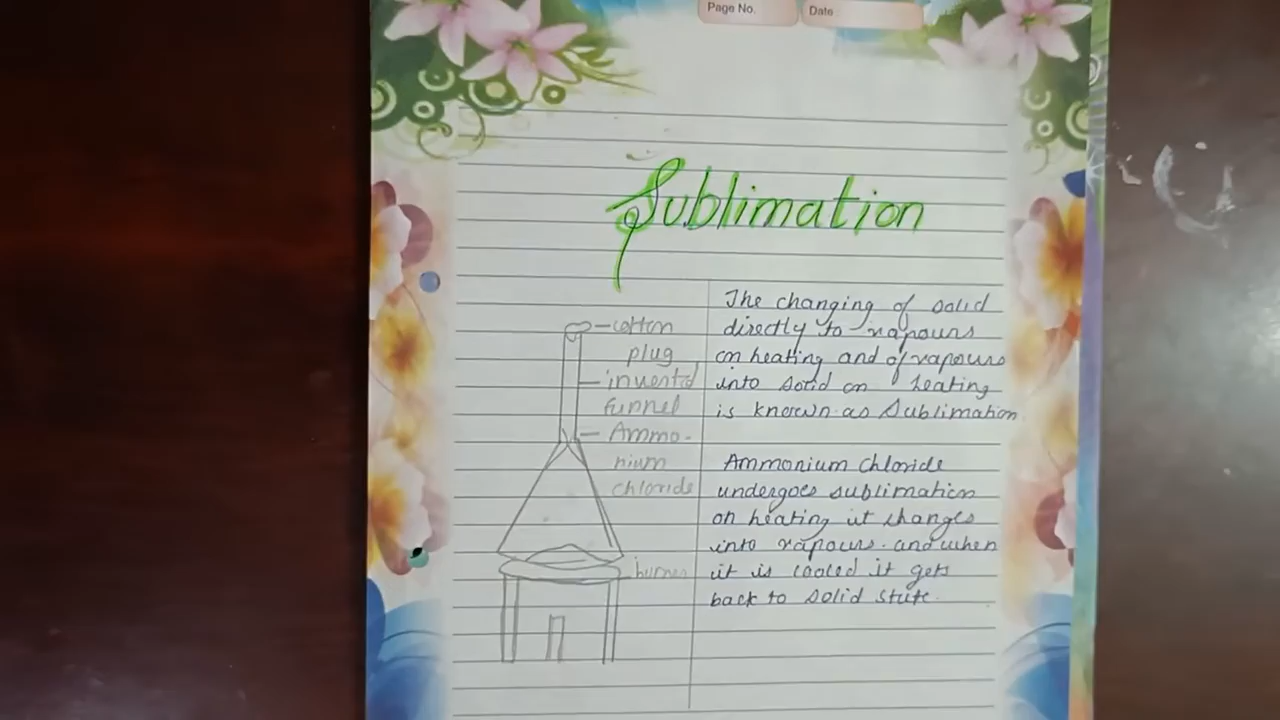 Page No.
Date
Sublimation
cotton
plug
inverted
funnel
Ammo-
nium
chloride
burner
The changing of solid
directly to vapours
on heating and of vapours
into solid on heating
is known as Sublimation
Ammonium Chloride
undergoes sublimation
on heating it changes
into vapours. and when
it is cooled it gets
back to solid state.